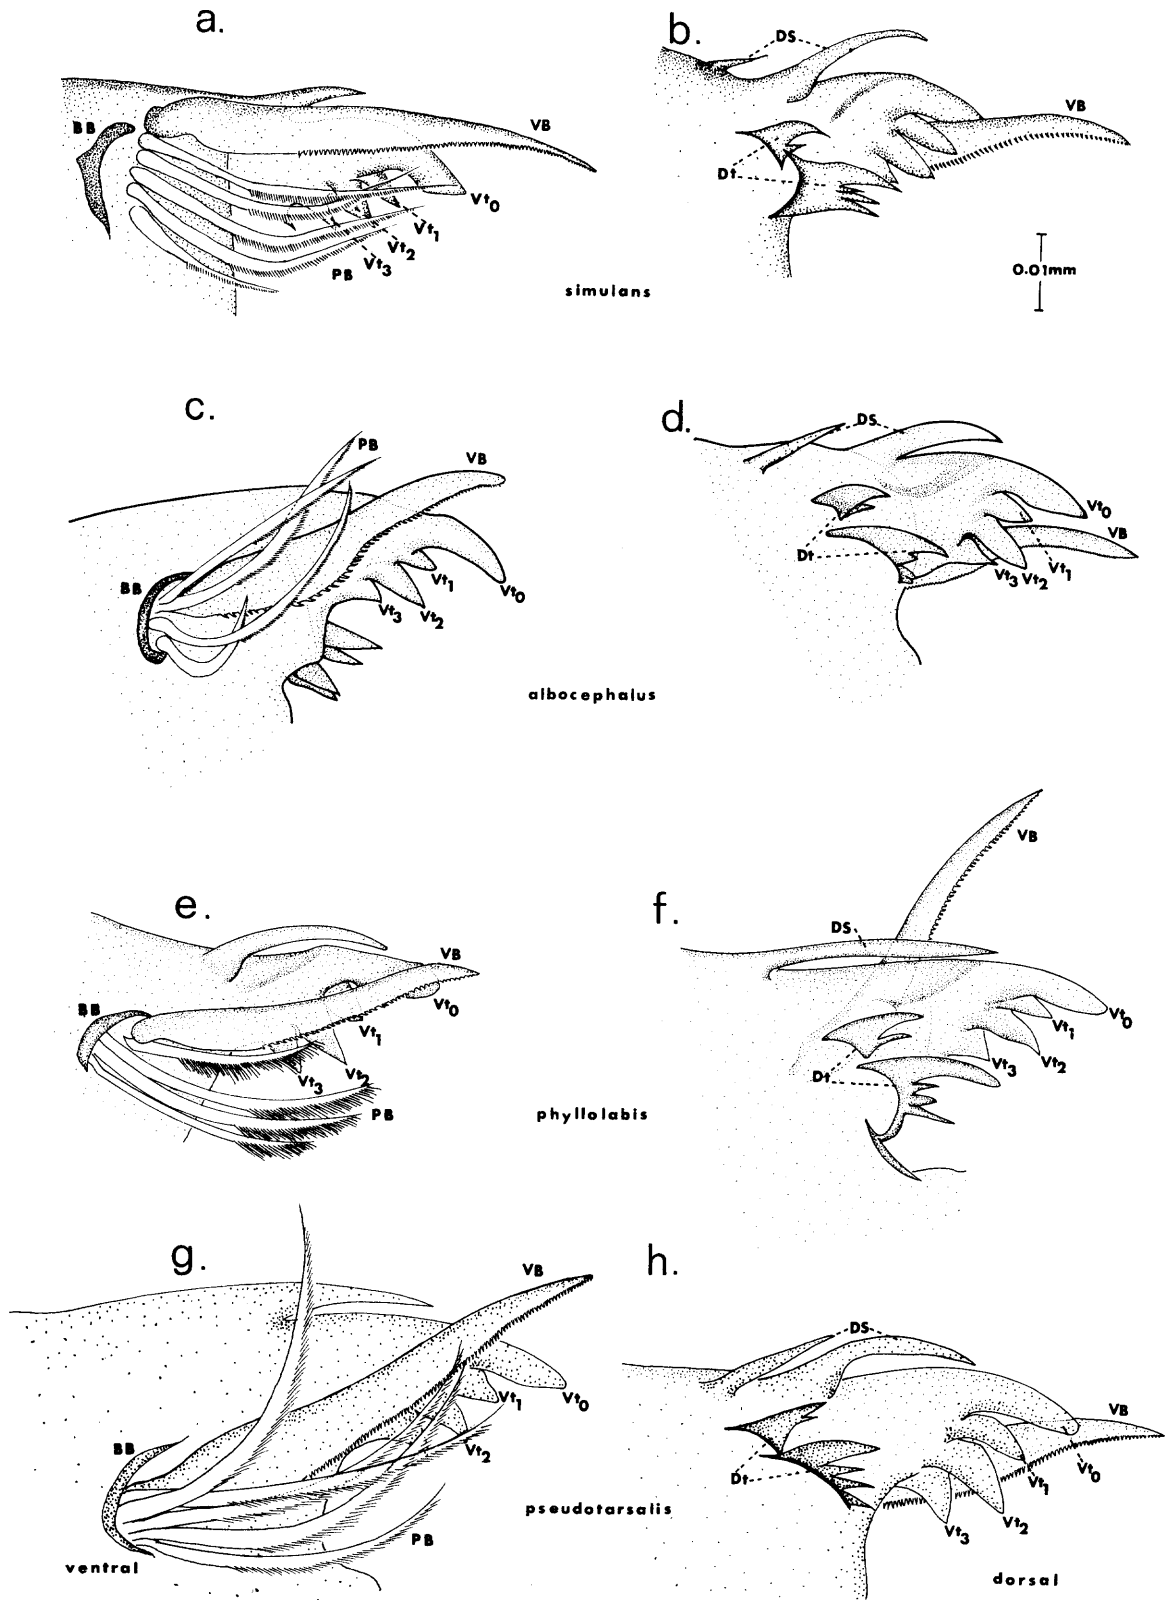 a.
BB
VB
Vt0
Vt1
Vt2
Vt3
PB
b.
DS
VB
Dt
0.01mm
simulans
c.
PB
VB
BB
Vt1
Vt0
Vt3
Vt2
d.
DS
Vt0
VB
Dt
Vt3
Vt2
Vt1
albocephalus
e.
VB
BB
Vt0
Vt1
Vt2
Vt3
PB
f.
VB
DS
Vt0
Vt1
Vt2
Vt3
Dt
phyllolabis
g.
VB
Vt1
Vt0
BB
Vt2
PB
ventral
h.
DS
VB
Dt
Vt1
Vt0
Vt2
Vt3
pseudotarsalis
dorsal